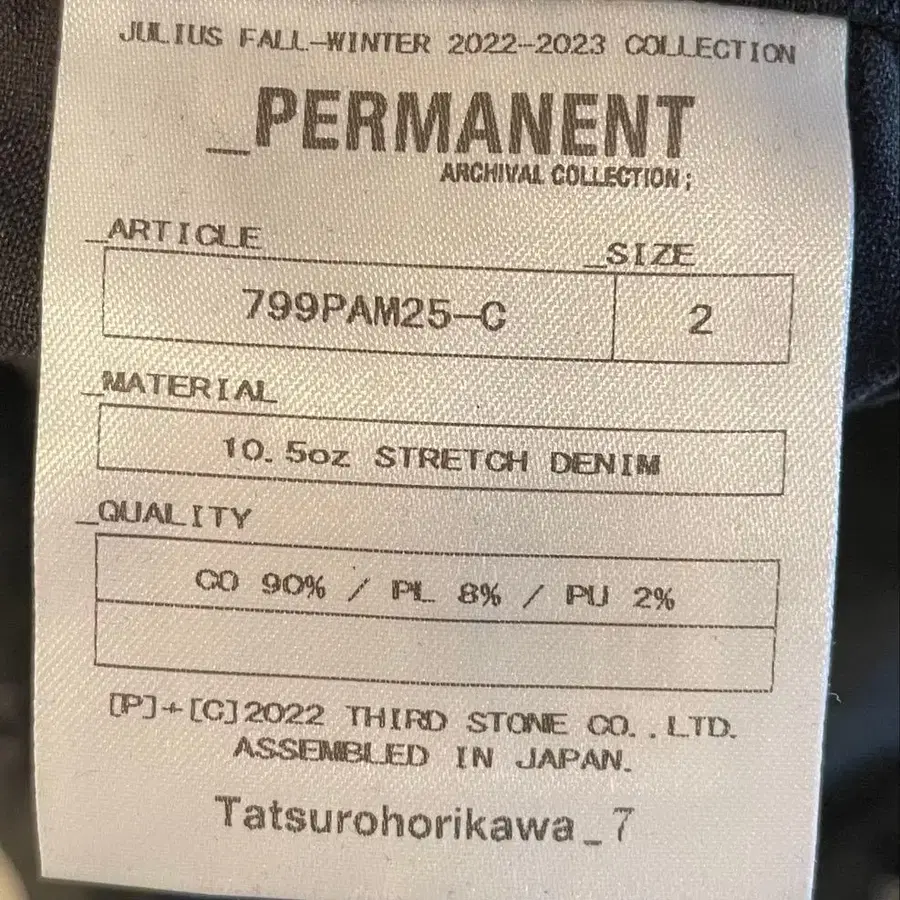 JULIUS FALL-WINTER 2022-2023 COLLECTION
_PERMANENT
ARCHIVAL COLLECTION;
_ARTICLE
_SIZE
799PAM25-C
2
_MATERIAL
10.5oz STRETCH DENIM
_QUALITY
CO 90% / PL 8% / PU 2%
[P]+[C]2022 THIRD STONE CO..LTD.
ASSEMBLED IN JAPAN.
Tatsurohorikawa_7